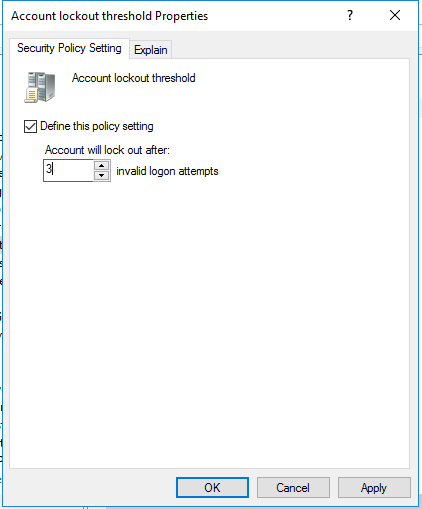 Account lockout threshold Properties
?
Security Policy Setting
Explain
Account lockout threshold
Define this policy setting
Account will lock out after:
3 invalid logon attempts
OK
Cancel
Apply